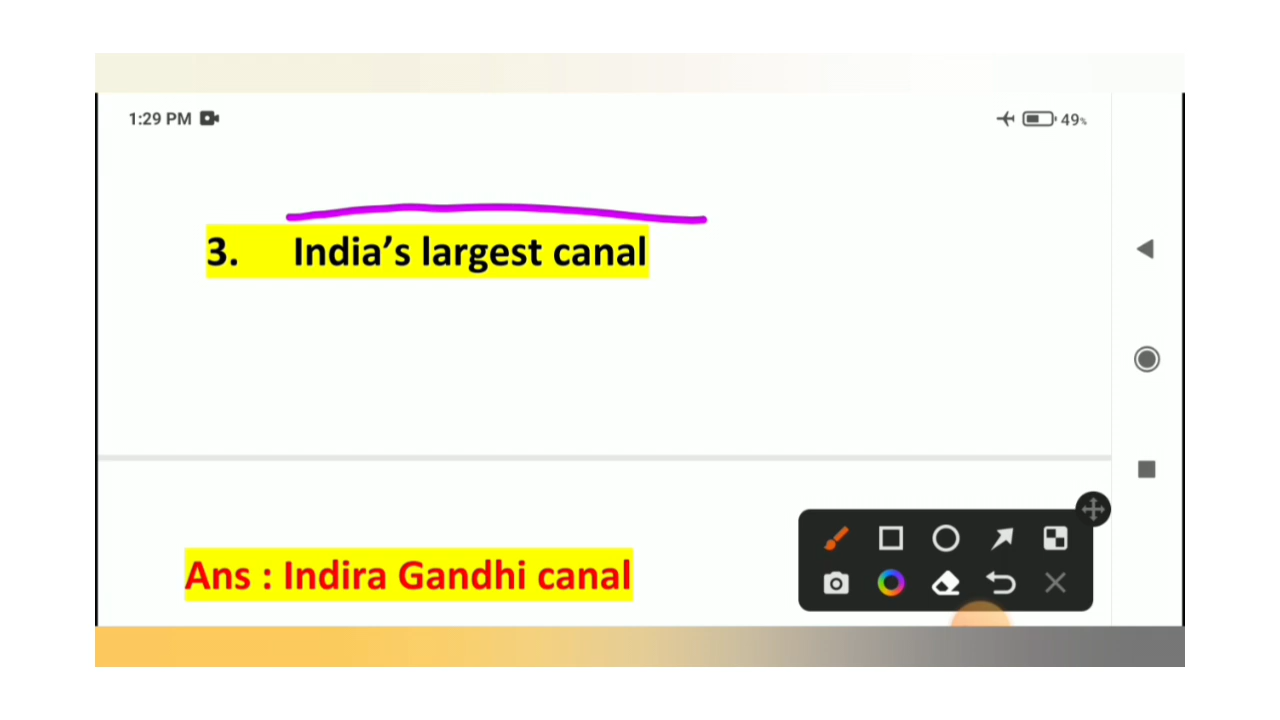 1:29 PM
49%
3. India’s largest canal
Ans : Indira Gandhi canal